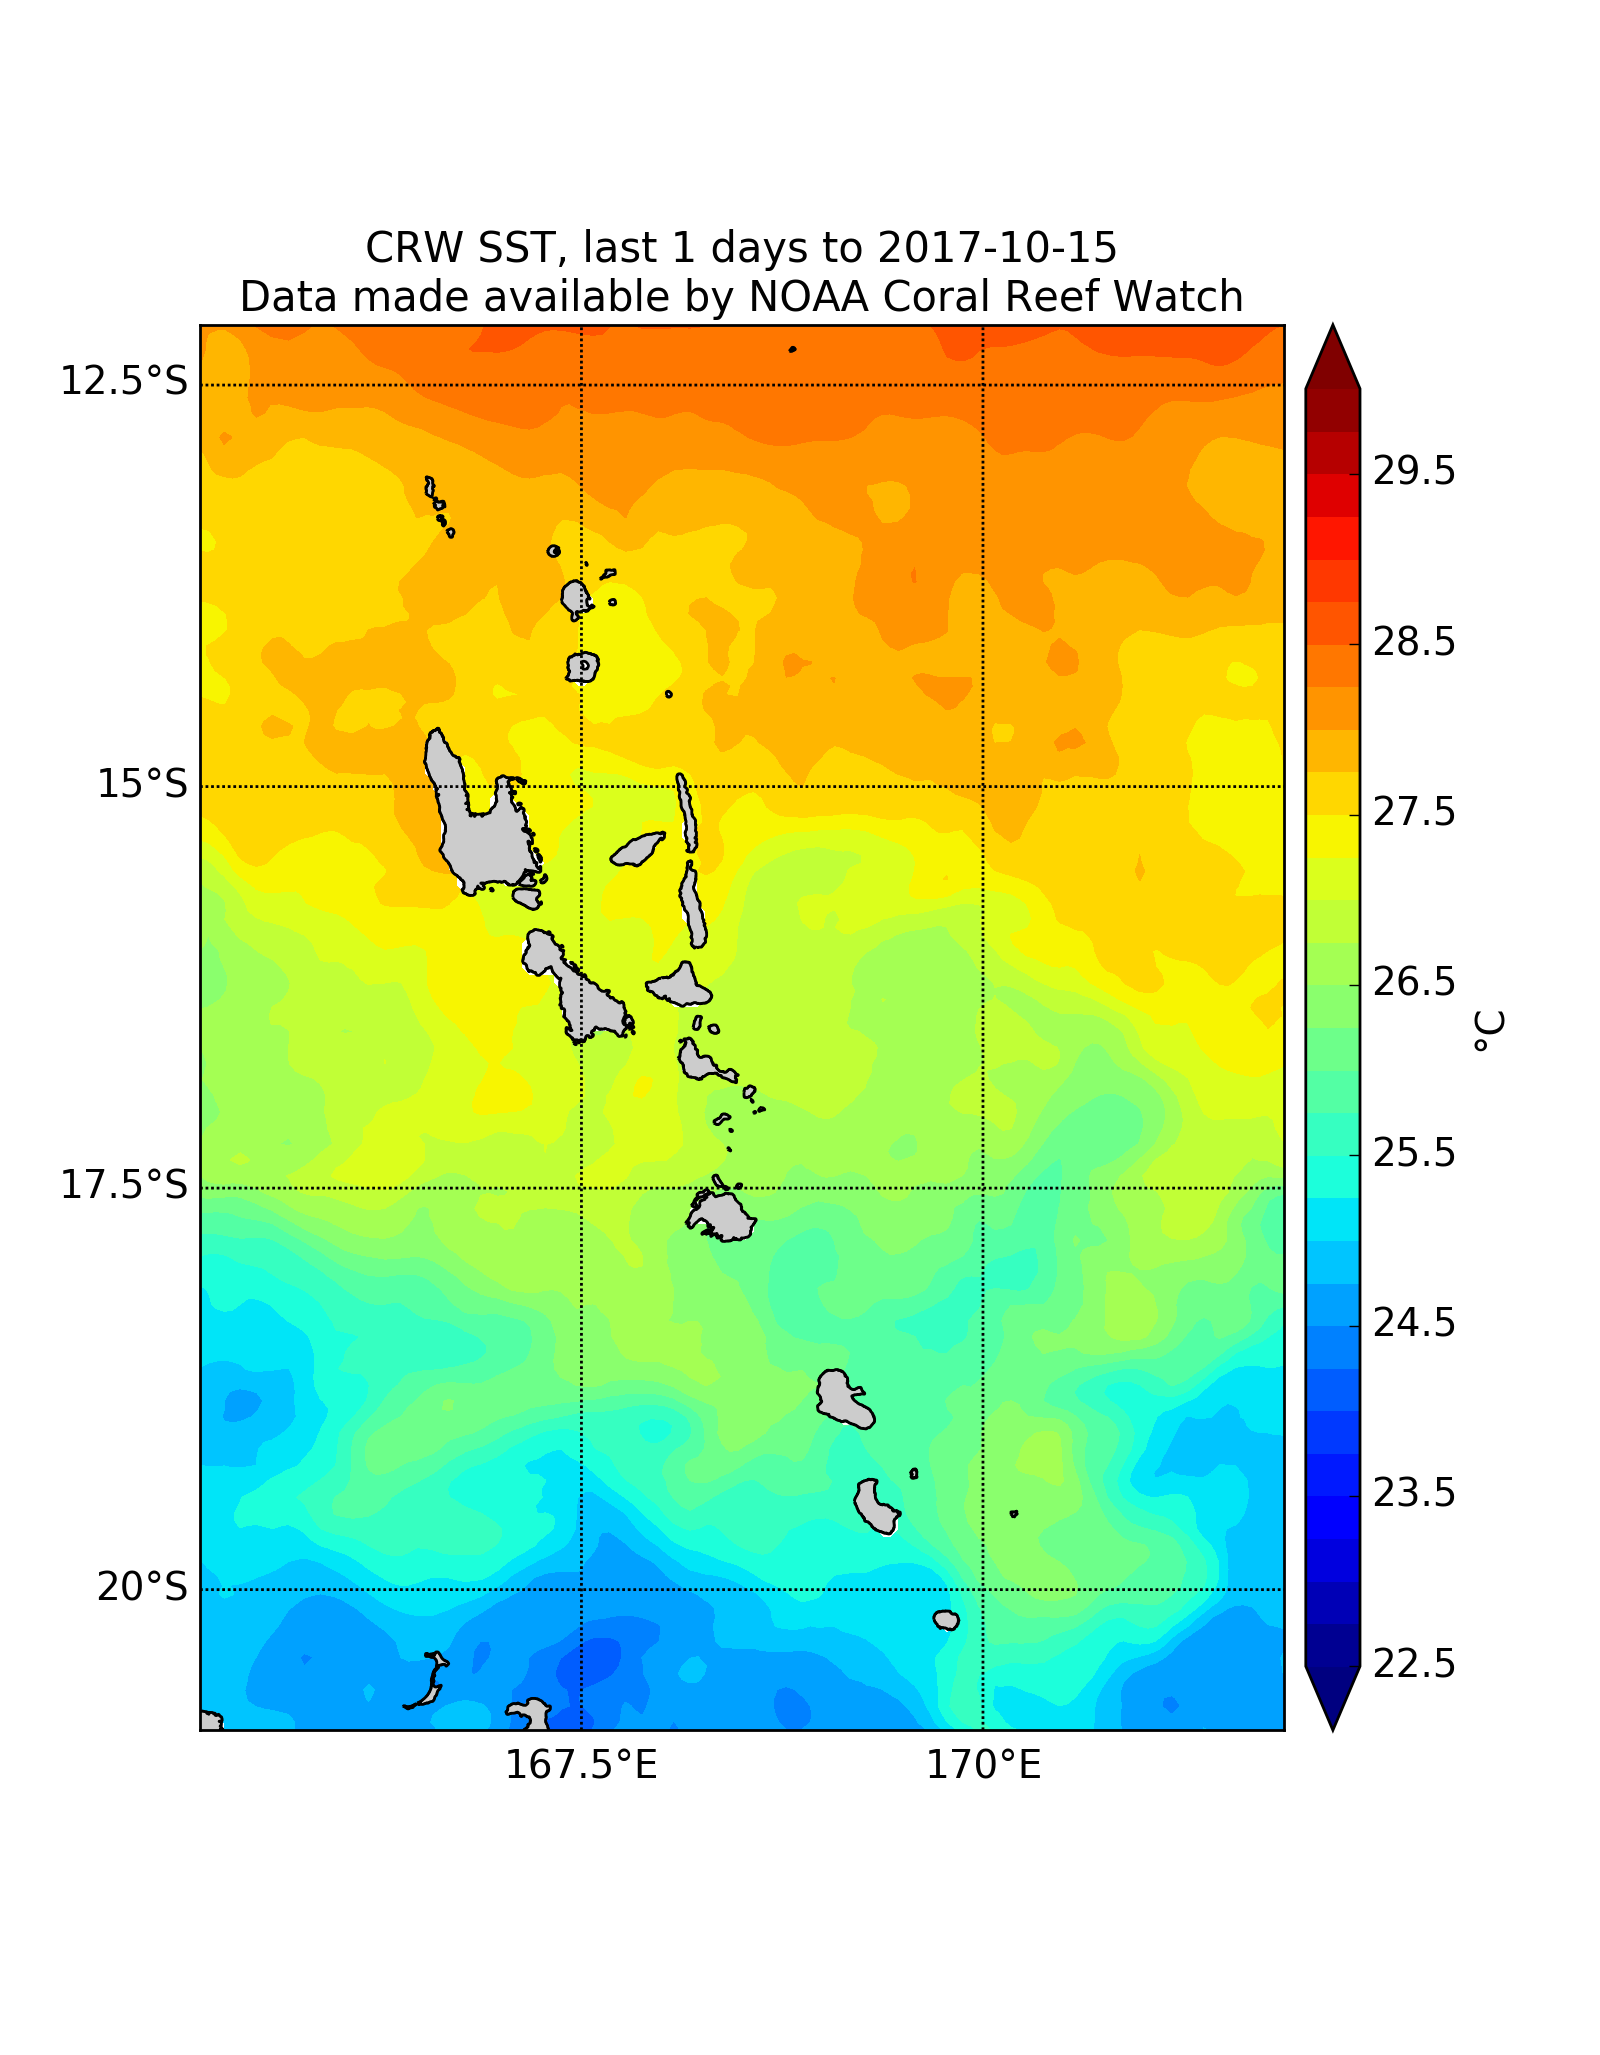 CRW SST, last 1 days to 2017-10-15
Data made available by NOAA Coral Reef Watch
12.5°S
15°S
17.5°S
20°S
167.5°E
170°E
29.5
28.5
27.5
26.5
25.5
24.5
23.5
22.5
°C